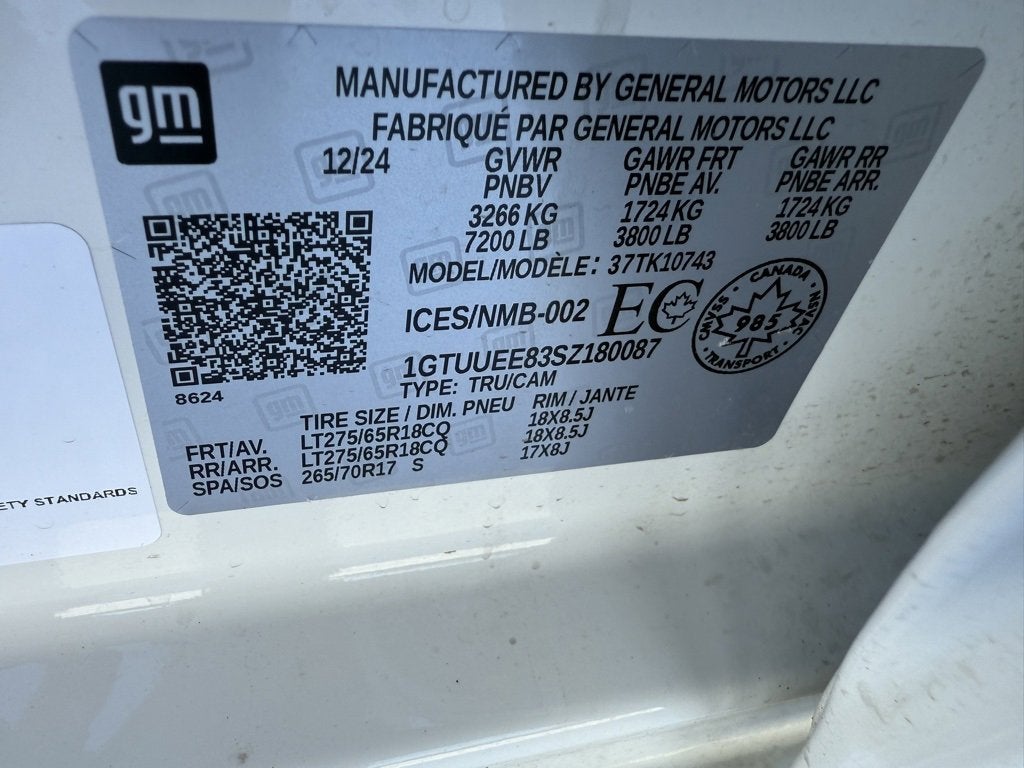 gm
MANUFACTURED BY GENERAL MOTORS LLC
FABRIQUÉ PAR GENERAL MOTORS LLC
12/24 GVWR GAWR FRT GAWR RR
PNBV PNBE AV. PNBE ARR.
3266 KG 1724 KG 1724 KG
7200 LB 3800 LB 3800 LB
MODEL/MODÈLE: 37TK10743
ICES/NMB-002 EC
CANADA
CMVSS 985 NSVAC
TRANSPORT
1GTUUEE83SZ180087
TYPE: TRU/CAM
8624
TIRE SIZE / DIM. PNEU RIM / JANTE
FRT/AV. LT275/65R18CQ 18X8.5J
RR/ARR. LT275/65R18CQ 18X8.5J
SPA/SOS 265/70R17 S 17X8J
ETY STANDARDS